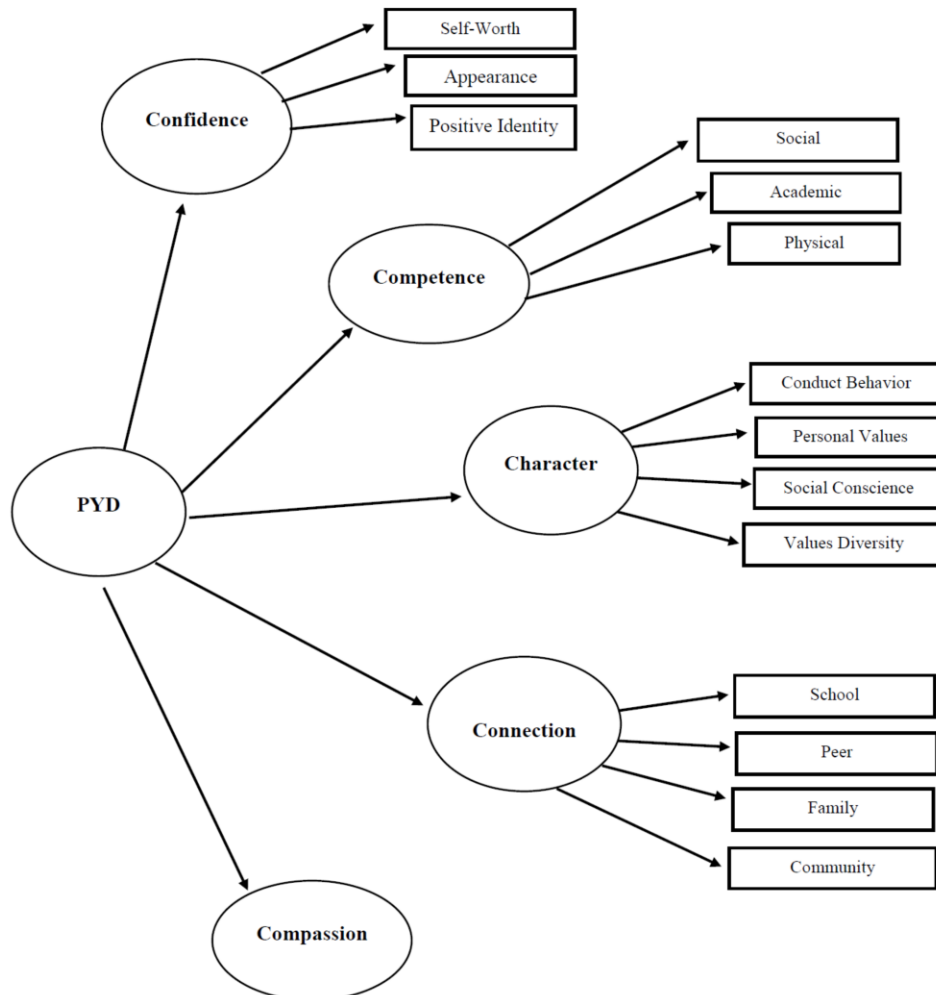 Self-Worth
Appearance
Positive Identity
Confidence
Social
Academic
Physical
Competence
Conduct Behavior
Personal Values
Social Conscience
Values Diversity
Character
PYD
School
Peer
Family
Community
Connection
Compassion